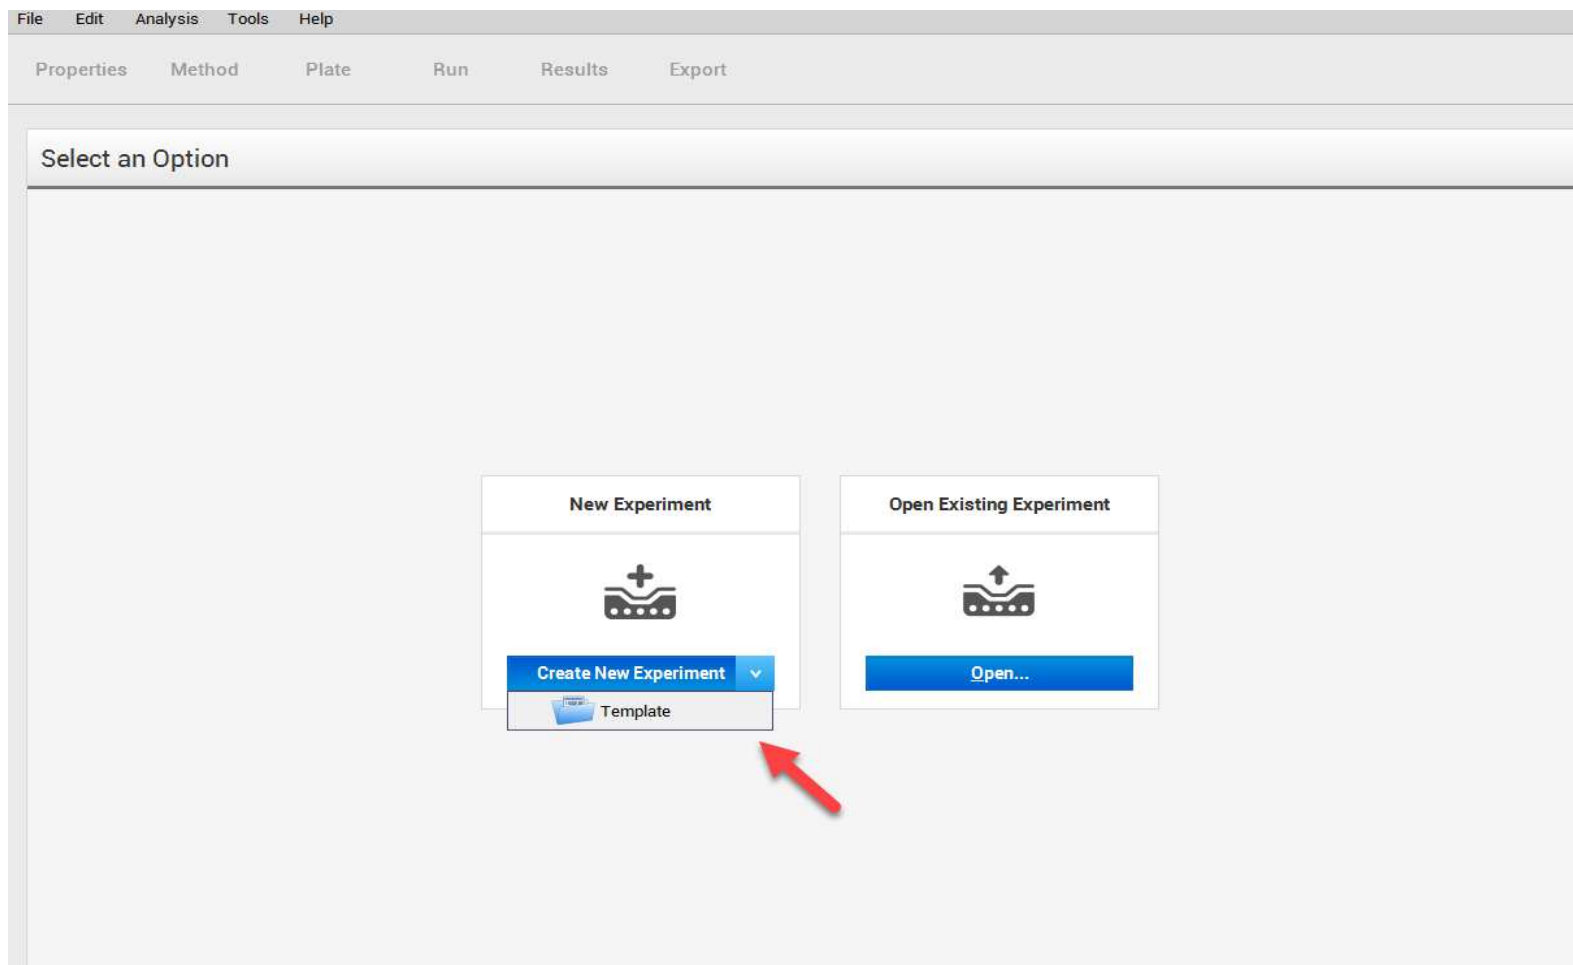 File Edit Analysis Tools Help
Properties Method Plate Run Results Export
Select an Option
New Experiment
Create New Experiment
Template
Open Existing Experiment
Open...